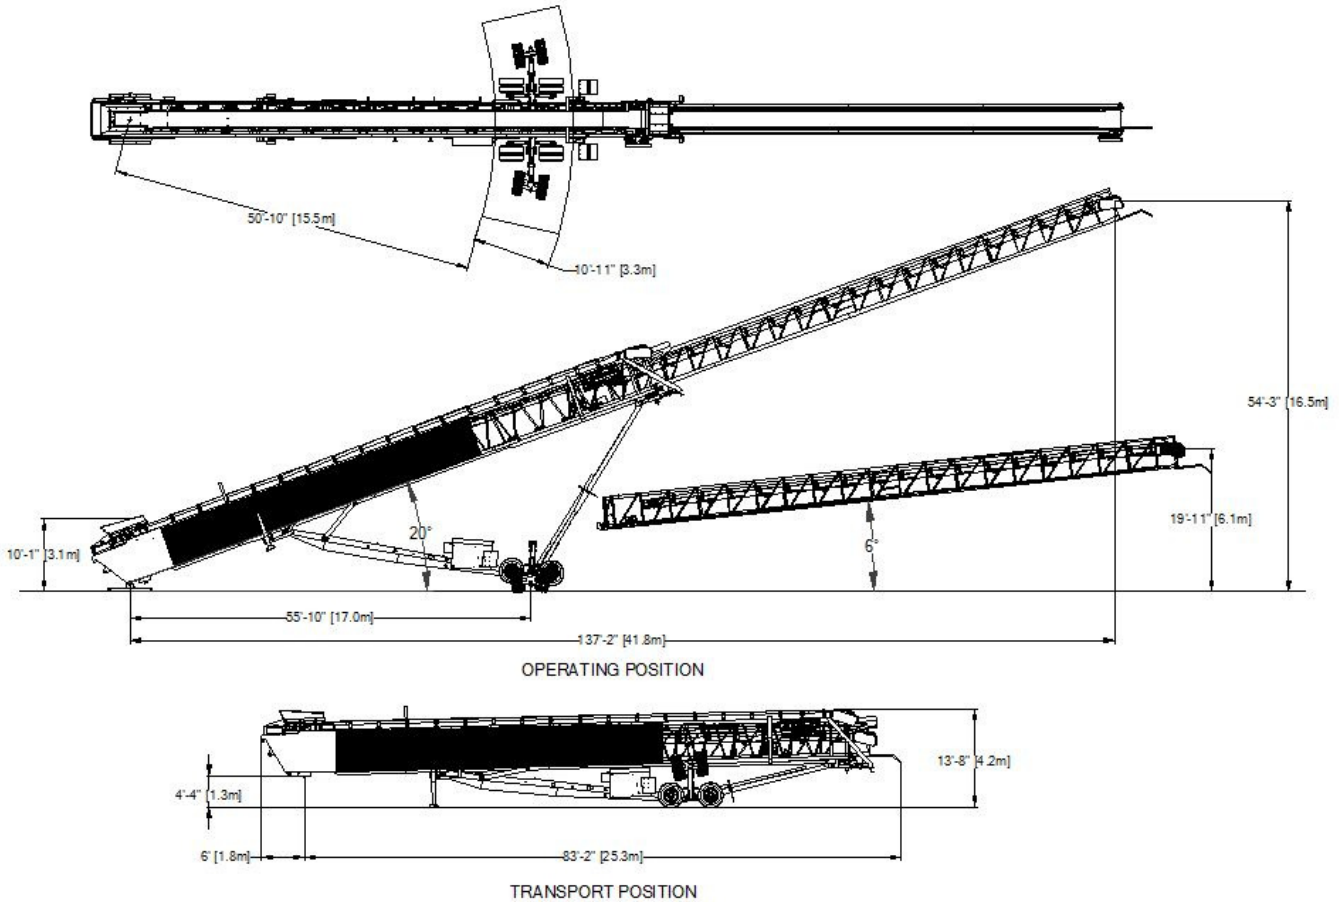 50'-10" [15.5m]
10'-11" [3.3m]
54'-3" [16.5m]
19'-11" [6.1m]
20°
6°
10'-1" [3.1m]
55'-10" [17.0m]
137'-2" [41.8m]
OPERATING POSITION
13'-8" [4.2m]
4'-4" [1.3m]
6' [1.8m]
83'-2" [25.3m]
TRANSPORT POSITION